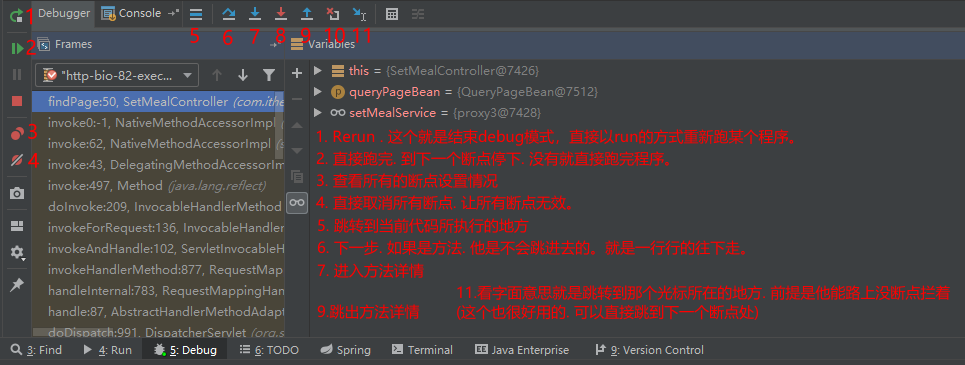 Debugger Console
1 5 6 7 8 9 10 11
2 Frames Variables
"http-bio-82-exec...
this = {SetMealController@7426}
queryPageBean = {QueryPageBean@7512}
setMealService = {proxy3@7428}
3
4
findPage:50, SetMealController (com.ithe
invoke0:-1, NativeMethodAccessorImpl
invoke:62, NativeMethodAccessorImpl (s
invoke:43, DelegatingMethodAccessorIm
invoke:497, Method (java.lang.reflect)
doInvoke:209, InvocableHandlerMethod
invokeForRequest:136, InvocableHandler
invokeAndHandle:102, ServletInvocableH
invokeHandlerMethod:877, RequestMapp
handleInternal:783, RequestMappingHan
handle:87, AbstractHandlerMethodAdapt
doDispatch:991, DispatcherServlet (org.s
1. Rerun . 这个就是结束debug模式，直接以run的方式重新跑某个程序。
2. 直接跑完. 到下一个断点停下. 没有就直接跑完程序。
3. 查看所有的断点设置情况
4. 直接取消所有断点. 让所有断点无效。
5. 跳转到当前代码所执行的地方
6. 下一步. 如果是方法. 他是不会跳进去的。就是一行行的往下走。
7. 进入方法详情
11.看字面意思就是跳转到那个光标所在的地方. 前提是他能路上没断点拦着
9.跳出方法详情 (这个也很好用的. 可以直接跳到下一个断点处)
3: Find 4: Run 5: Debug 6: TODO Spring Terminal Java Enterprise 9: Version Control